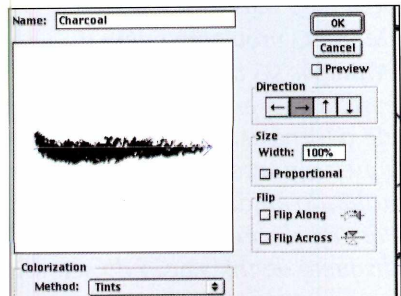 Name: Charcoal
OK
Cancel
Preview
Direction
Size
Width: 100%
Proportional
Flip
Flip Along
Flip Across
Colorization
Method: Tints